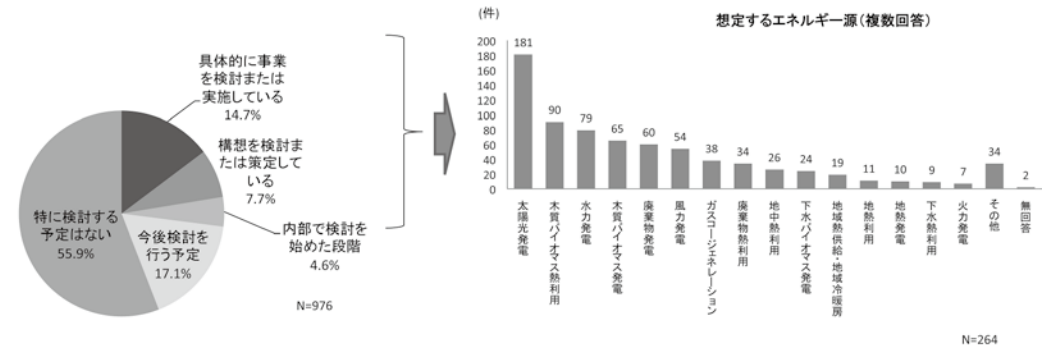 具体的に事業
を検討または
実施している
14.7%
構想を検討ま
たは策定して
いる
7.7%
内部で検討を
始めた段階
4.6%
今後検討を
行う予定
17.1%
特に検討する
予定はない
55.9%
N=976
想定するエネルギー源(複数回答)
(件)
200
180
160
140
120
100
80
60
40
20
0
181
90
79
65
60
54
38
34
26
24
19
11
10
9
7
34
2
太陽光発電
木質バイオマス熱利用
水力発電
木質バイオマス発電
廃棄物発電
風力発電
ガスコージェネレーション
廃棄物熱利用
地中熱利用
下水バイオマス発電
地域熱供給・地域冷暖房
地熱利用
地熱発電
下水熱利用
火力発電
その他
無回答
N=264